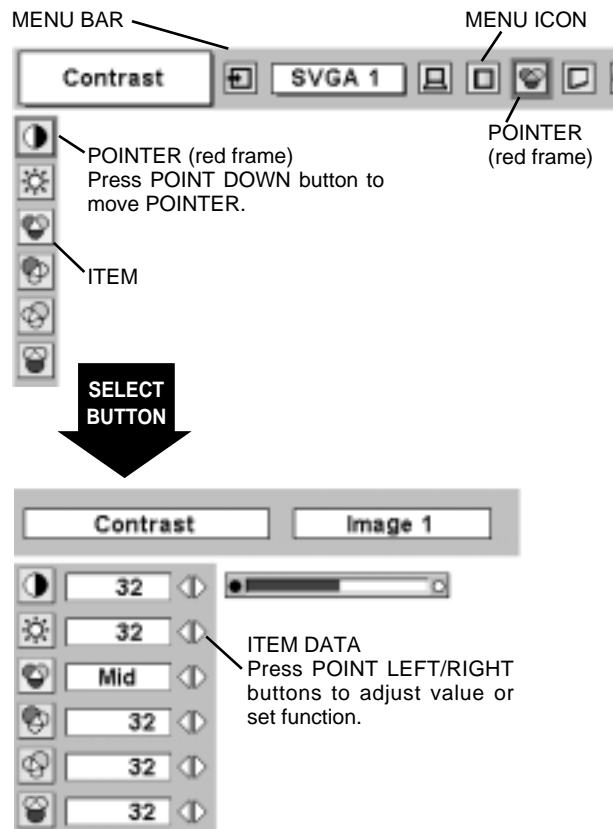 MENU BAR
MENU ICON
Contrast
SVGA 1
POINTER
(red frame)
POINTER (red frame)
Press POINT DOWN button to
move POINTER.
ITEM
SELECT
BUTTON
Contrast
Image 1
32
32
ITEM DATA
Press POINT LEFT/RIGHT
buttons to adjust value or
set function.
Mid
32
32
32